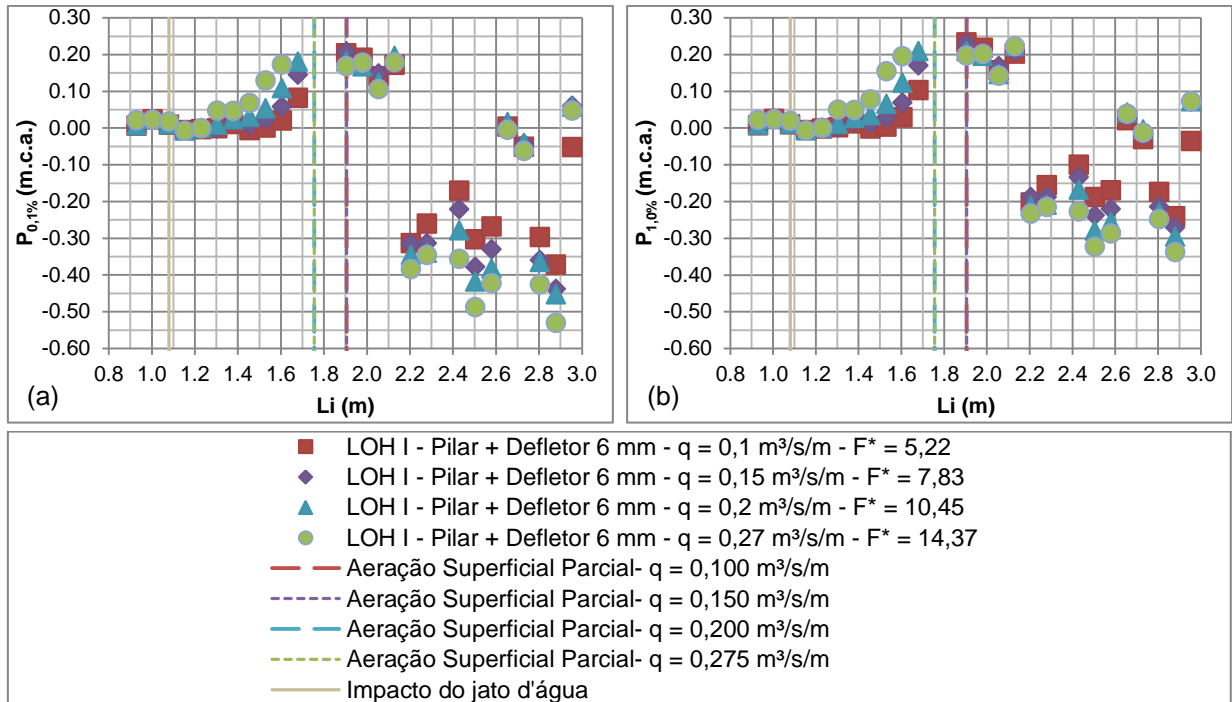 0.30
0.20
0.10
0.00
-0.10
-0.20
-0.30
-0.40
-0.50
-0.60
P0,1% (m.c.a.)
0.8 1.0 1.2 1.4 1.6 1.8 2.0 2.2 2.4 2.6 2.8 3.0
(a)
Li (m)
0.30
0.20
0.10
0.00
-0.10
-0.20
-0.30
-0.40
-0.50
-0.60
P1,0% (m.c.a.)
0.8 1.0 1.2 1.4 1.6 1.8 2.0 2.2 2.4 2.6 2.8 3.0
(b)
Li (m)
LOH I - Pilar + Defletor 6 mm - q = 0,1 m³/s/m - F* = 5,22
LOH I - Pilar + Defletor 6 mm - q = 0,15 m³/s/m - F* = 7,83
LOH I - Pilar + Defletor 6 mm - q = 0,2 m³/s/m - F* = 10,45
LOH I - Pilar + Defletor 6 mm - q = 0,27 m³/s/m - F* = 14,37
Aeração Superficial Parcial- q = 0,100 m³/s/m
Aeração Superficial Parcial- q = 0,150 m³/s/m
Aeração Superficial Parcial- q = 0,200 m³/s/m
Aeração Superficial Parcial- q = 0,275 m³/s/m
Impacto do jato d'água